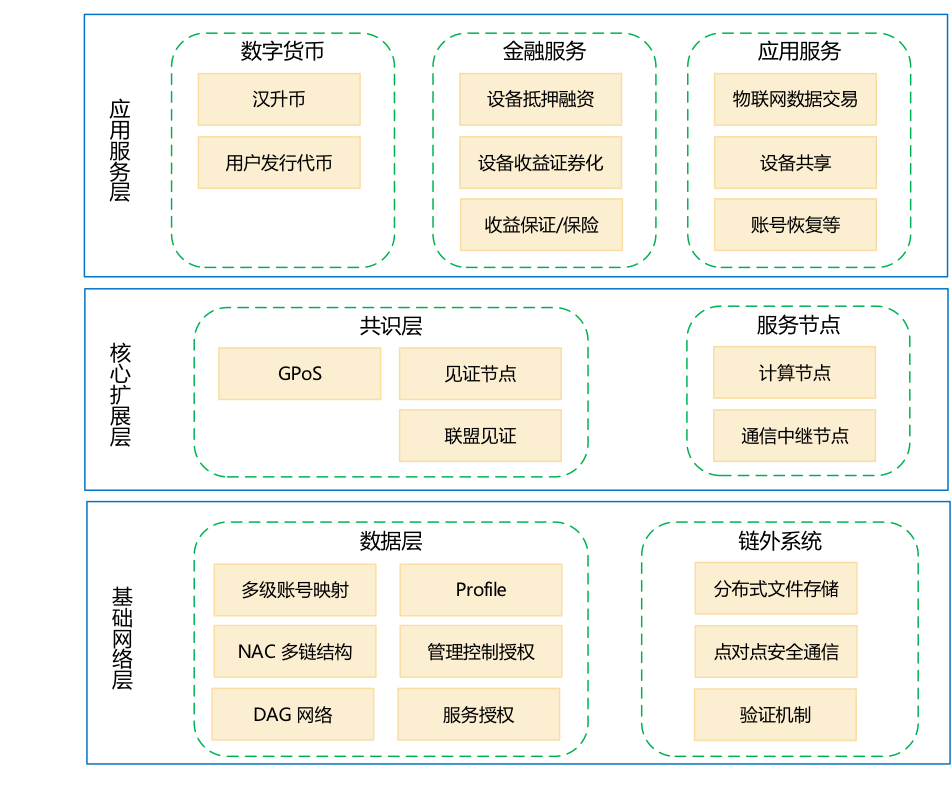 应用服务层
数字货币
汉升币
用户发行代币
金融服务
设备抵押融资
设备收益证券化
收益保证/保险
应用服务
物联网数据交易
设备共享
账号恢复等
核心扩展层
共识层
GPoS
见证节点
联盟见证
服务节点
计算节点
通信中继节点
基础网络层
数据层
多级账号映射
Profile
NAC 多链结构
管理控制授权
DAG 网络
服务授权
链外系统
分布式文件存储
点对点安全通信
验证机制